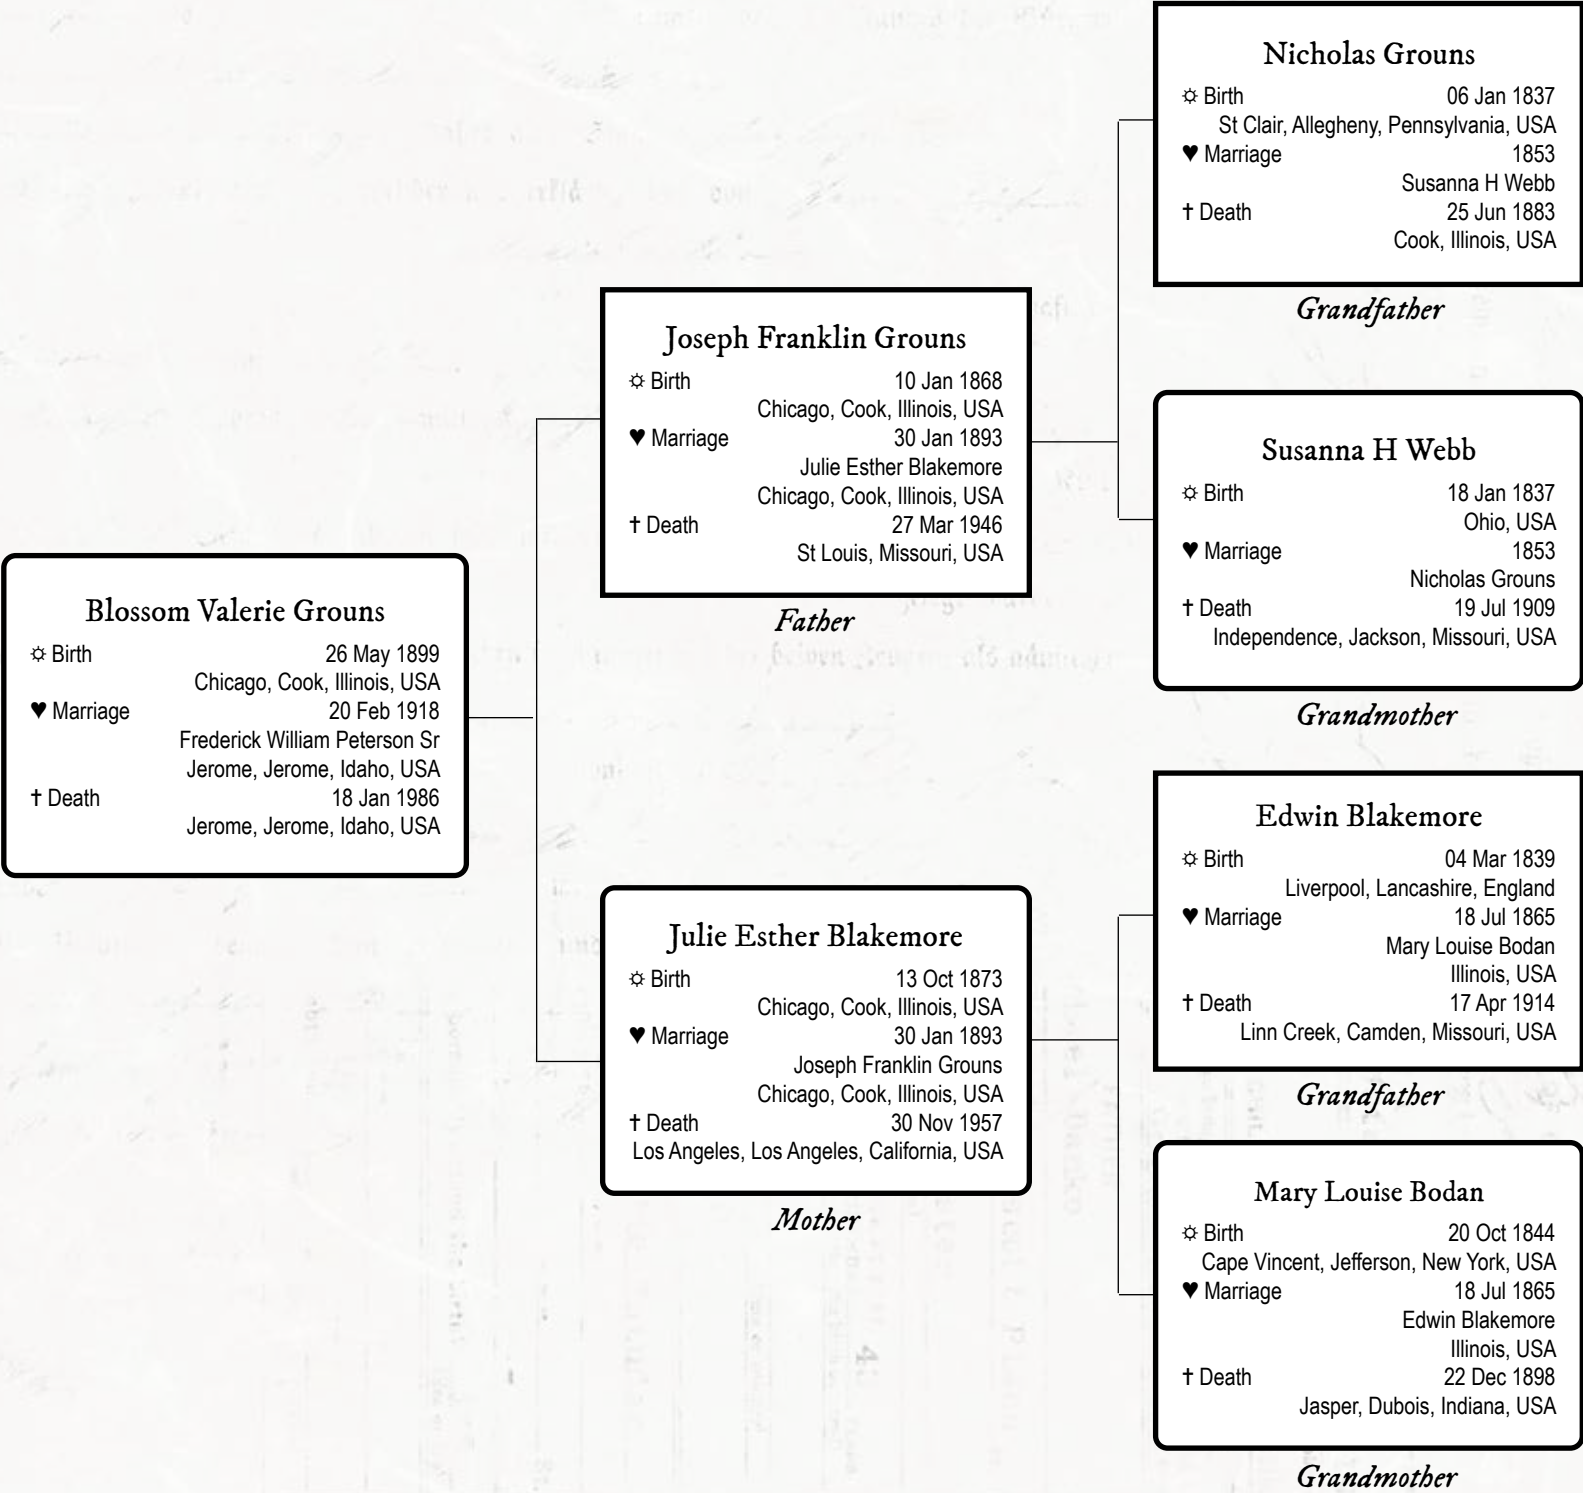 Nicholas Grouns
☼ Birth 06 Jan 1837
St Clair, Allegheny, Pennsylvania, USA
♥ Marriage 1853
Susanna H Webb
† Death 25 Jun 1883
Cook, Illinois, USA
Grandfather
Joseph Franklin Grouns
☼ Birth 10 Jan 1868
Chicago, Cook, Illinois, USA
♥ Marriage 30 Jan 1893
Julie Esther Blakemore
Chicago, Cook, Illinois, USA
† Death 27 Mar 1946
St Louis, Missouri, USA
Father
Susanna H Webb
☼ Birth 18 Jan 1837
Ohio, USA
♥ Marriage 1853
Nicholas Grouns
† Death 19 Jul 1909
Independence, Jackson, Missouri, USA
Grandmother
Blossom Valerie Grouns
☼ Birth 26 May 1899
Chicago, Cook, Illinois, USA
♥ Marriage 20 Feb 1918
Frederick William Peterson Sr
Jerome, Jerome, Idaho, USA
† Death 18 Jan 1986
Jerome, Jerome, Idaho, USA
Edwin Blakemore
☼ Birth 04 Mar 1839
Liverpool, Lancashire, England
♥ Marriage 18 Jul 1865
Mary Louise Bodan
Illinois, USA
† Death 17 Apr 1914
Linn Creek, Camden, Missouri, USA
Grandfather
Julie Esther Blakemore
☼ Birth 13 Oct 1873
Chicago, Cook, Illinois, USA
♥ Marriage 30 Jan 1893
Joseph Franklin Grouns
Chicago, Cook, Illinois, USA
† Death 30 Nov 1957
Los Angeles, Los Angeles, California, USA
Mother
Mary Louise Bodan
☼ Birth 20 Oct 1844
Cape Vincent, Jefferson, New York, USA
♥ Marriage 18 Jul 1865
Edwin Blakemore
Illinois, USA
† Death 22 Dec 1898
Jasper, Dubois, Indiana, USA
Grandmother